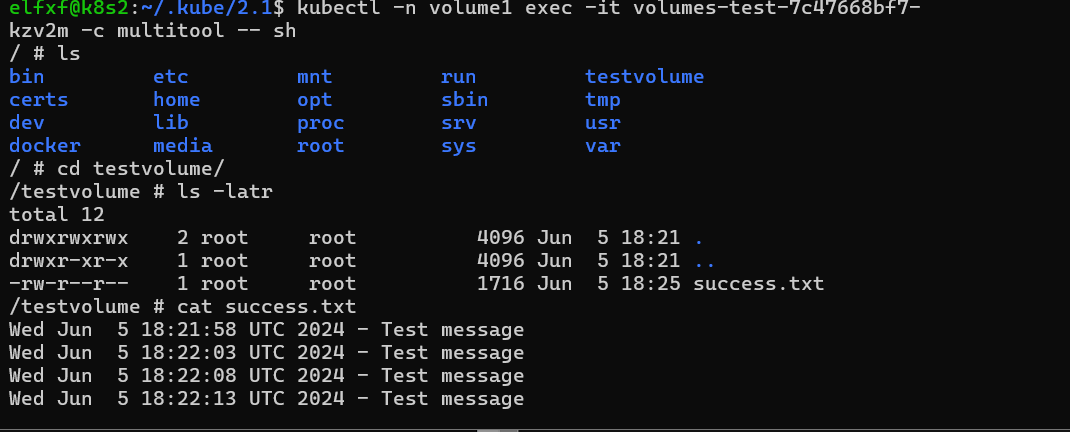 elfxf@k8s2:~/.kube/2.1$ kubectl -n volume1 exec -it volumes-test-7c47668bf7-
kzv2m -c multitool -- sh
/ # ls
bin         etc         mnt         run         testvolume
certs       home        opt         sbin        tmp
dev         lib         proc        srv         usr
docker      media       root        sys         var
/ # cd testvolume/
/testvolume # ls -latr
total 12
drwxrwxrwx    2 root     root          4096 Jun  5 18:21 .
drwxr-xr-x    1 root     root          4096 Jun  5 18:21 ..
-rw-r--r--    1 root     root          1716 Jun  5 18:25 success.txt
/testvolume # cat success.txt
Wed Jun  5 18:21:58 UTC 2024 - Test message
Wed Jun  5 18:22:03 UTC 2024 - Test message
Wed Jun  5 18:22:08 UTC 2024 - Test message
Wed Jun  5 18:22:13 UTC 2024 - Test message